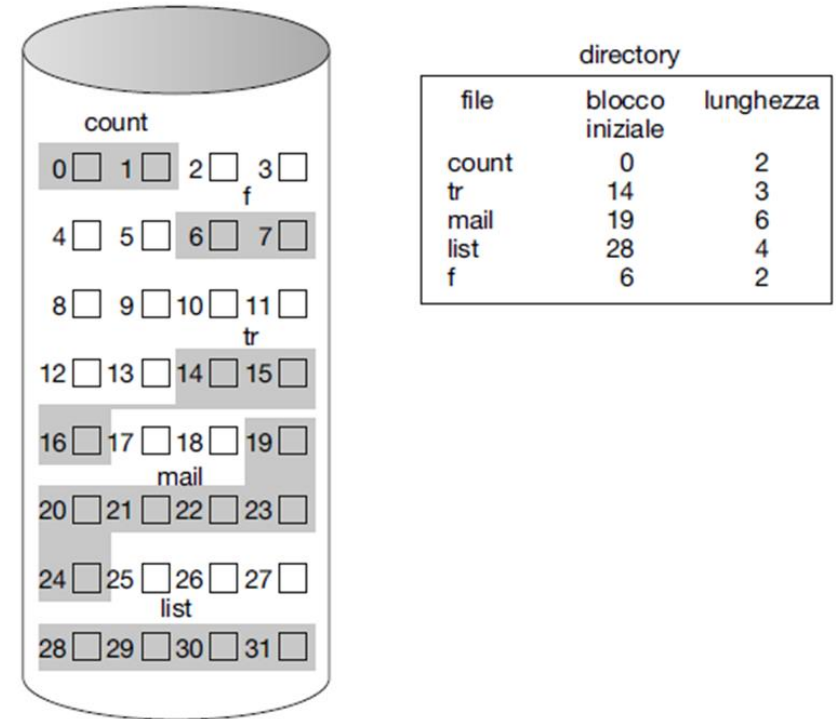 count
0 1 2 3
f
4 5 6 7
8 9 10 11
tr
12 13 14 15
16 17 18 19
mail
20 21 22 23
24 25 26 27
list
28 29 30 31
directory
file blocco iniziale lunghezza
count 0 2
tr 14 3
mail 19 6
list 28 4
f 6 2